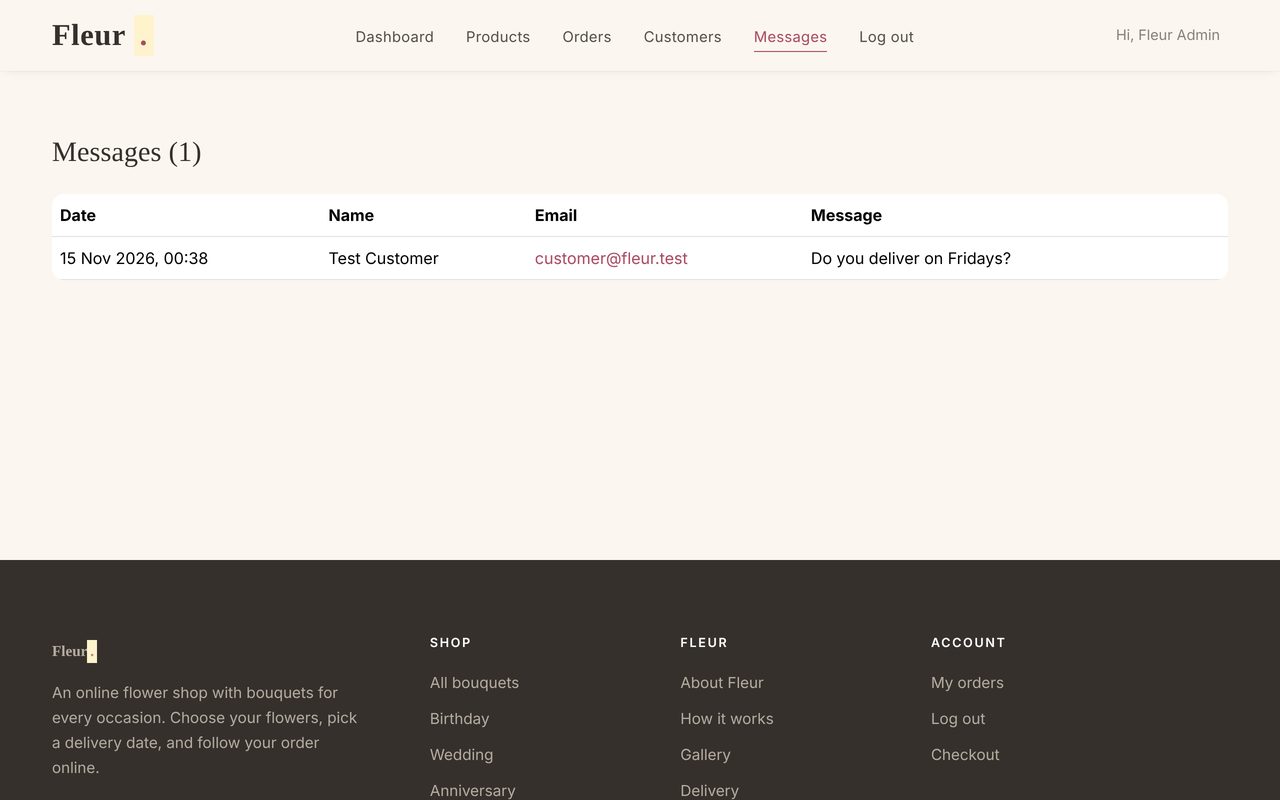 Fleur .
Dashboard Products Orders Customers Messages Log out
Hi, Fleur Admin
Messages (1)
Date Name Email Message
15 Nov 2026, 00:38 Test Customer customer@fleur.test Do you deliver on Fridays?
Fleur.
An online flower shop with bouquets for
every occasion. Choose your flowers, pick
a delivery date, and follow your order
online.
SHOP
All bouquets
Birthday
Wedding
Anniversary
FLEUR
About Fleur
How it works
Gallery
Delivery
ACCOUNT
My orders
Log out
Checkout